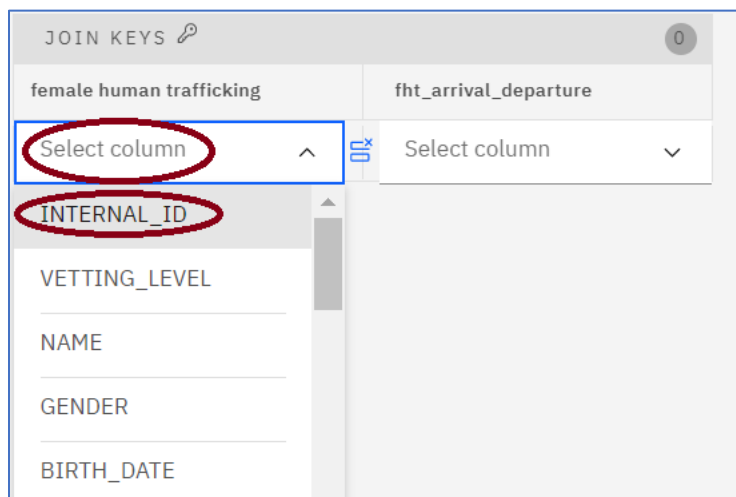 JOIN KEYS 0
female human trafficking fht_arrival_departure
Select column Select column
INTERNAL_ID
VETTING_LEVEL
NAME
GENDER
BIRTH_DATE